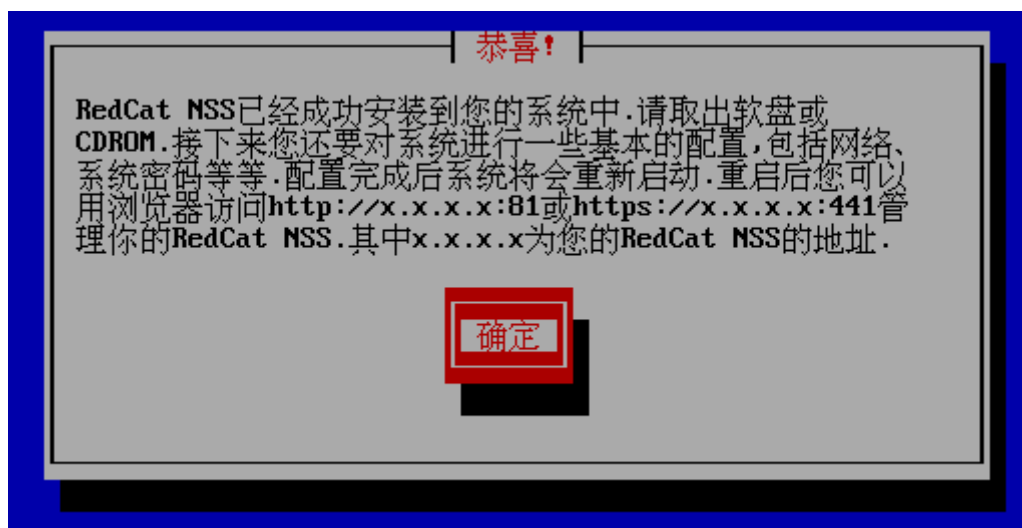 恭喜!
RedCat NSS已经成功安装到您的系统中.请取出软盘或
CDROM.接下来您还要对系统进行一些基本的配置,包括网络、
系统密码等等.配置完成后系统将会重新启动.重启后您可以
用浏览器访问http://x.x.x.x:81或https://x.x.x.x:441管
理你的RedCat NSS.其中x.x.x.x为您的RedCat NSS的地址.
确定